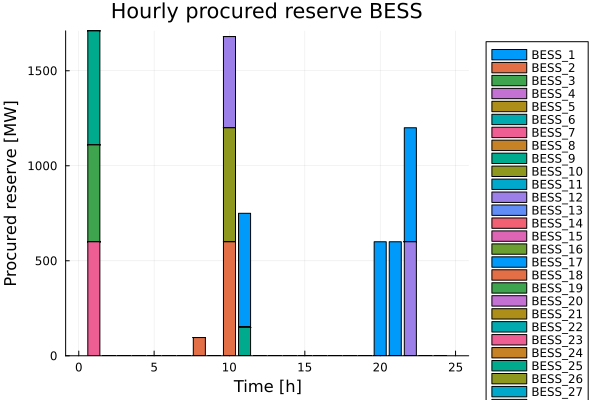 Hourly procured reserve BESS
Procured reserve [MW]
1500
1000
500
0
0 5 10 15 20 25
Time [h]
BESS_1
BESS_2
BESS_3
BESS_4
BESS_5
BESS_6
BESS_7
BESS_8
BESS_9
BESS_10
BESS_11
BESS_12
BESS_13
BESS_14
BESS_15
BESS_16
BESS_17
BESS_18
BESS_19
BESS_20
BESS_21
BESS_22
BESS_23
BESS_24
BESS_25
BESS_26
BESS_27